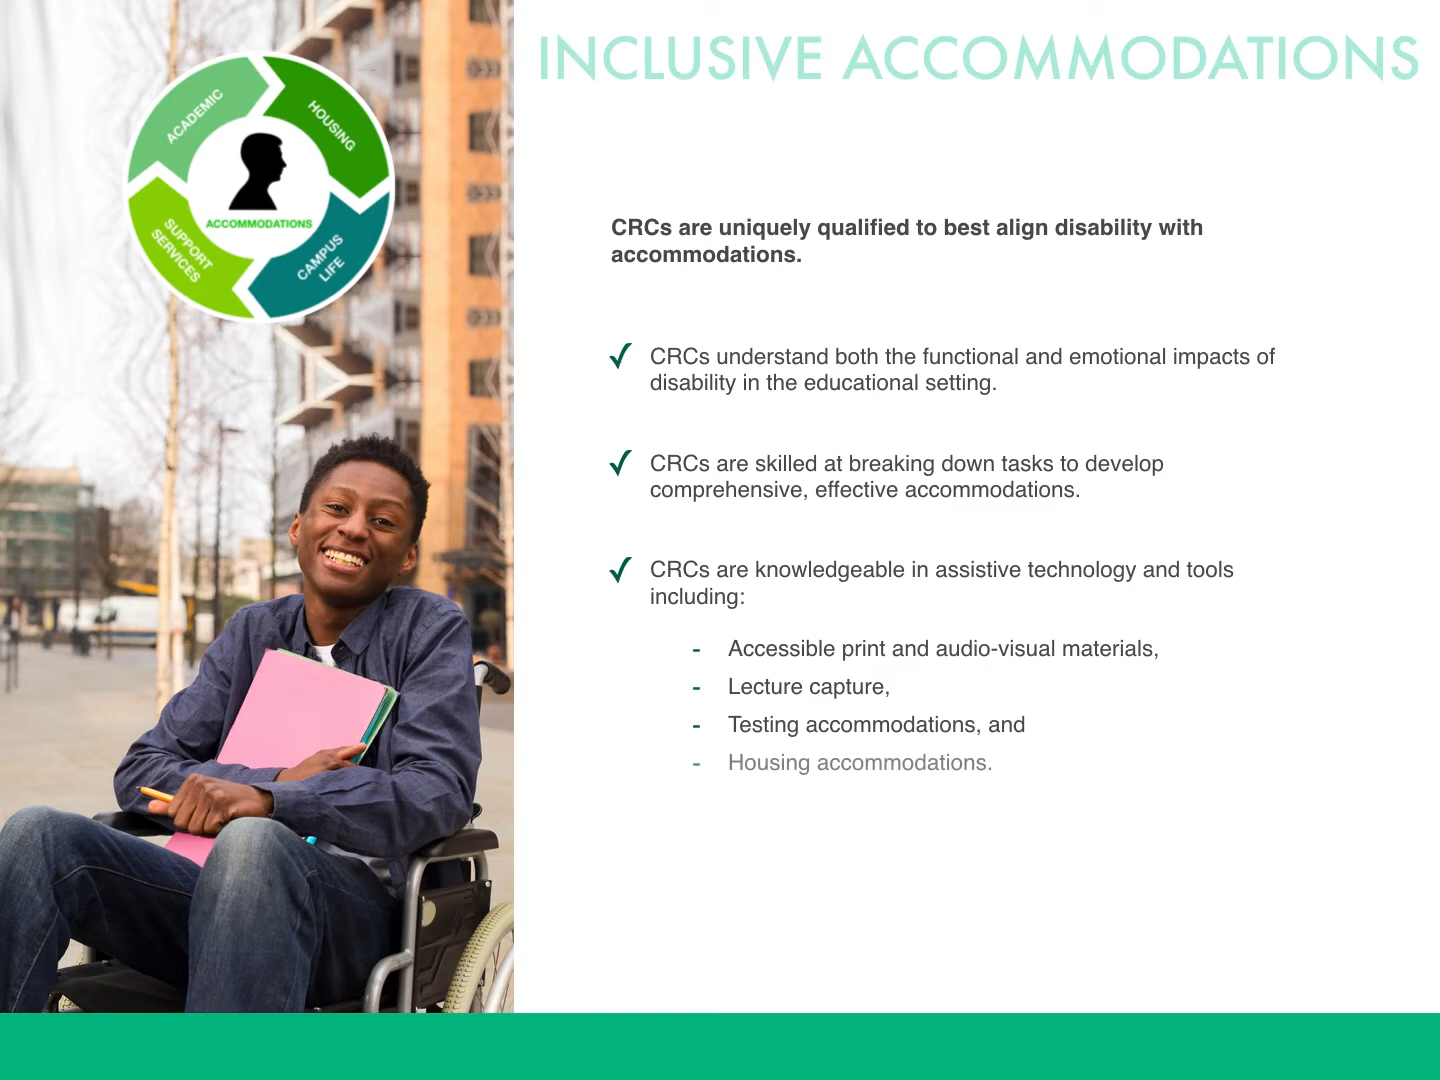 INCLUSIVE ACCOMMODATIONS
ACADEMIC
HOUSING
ACCOMMODATIONS
SUPPORT
SERVICES
CAMPUS
LIFE
CRCs are uniquely qualified to best align disability with
accommodations.
✓ CRCs understand both the functional and emotional impacts of
disability in the educational setting.
✓ CRCs are skilled at breaking down tasks to develop
comprehensive, effective accommodations.
✓ CRCs are knowledgeable in assistive technology and tools
including:
- Accessible print and audio-visual materials,
- Lecture capture,
- Testing accommodations, and
- Housing accommodations.